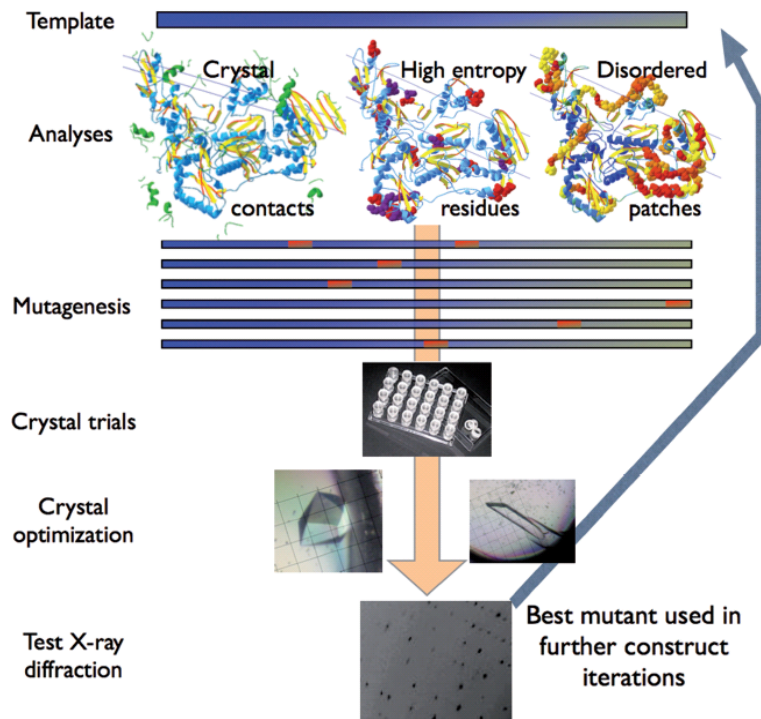 Template
Crystal
High entropy
Disordered
Analyses
contacts
residues
patches
Mutagenesis
Crystal trials
Crystal
optimization
Test X-ray
diffraction
Best mutant used in
further construct
iterations